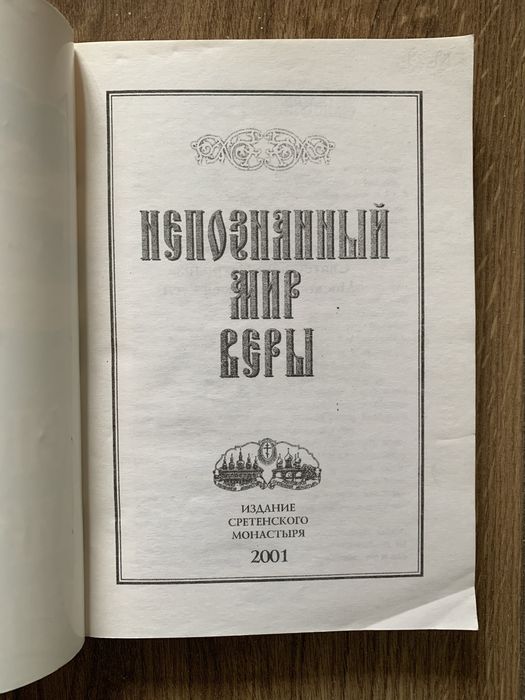 НЕПОЗНАННЫЙ
МИР
ВЕРЫ
ИЗДАНИЕ
СРЕТЕНСКОГО
МОНАСТЫРЯ
2001